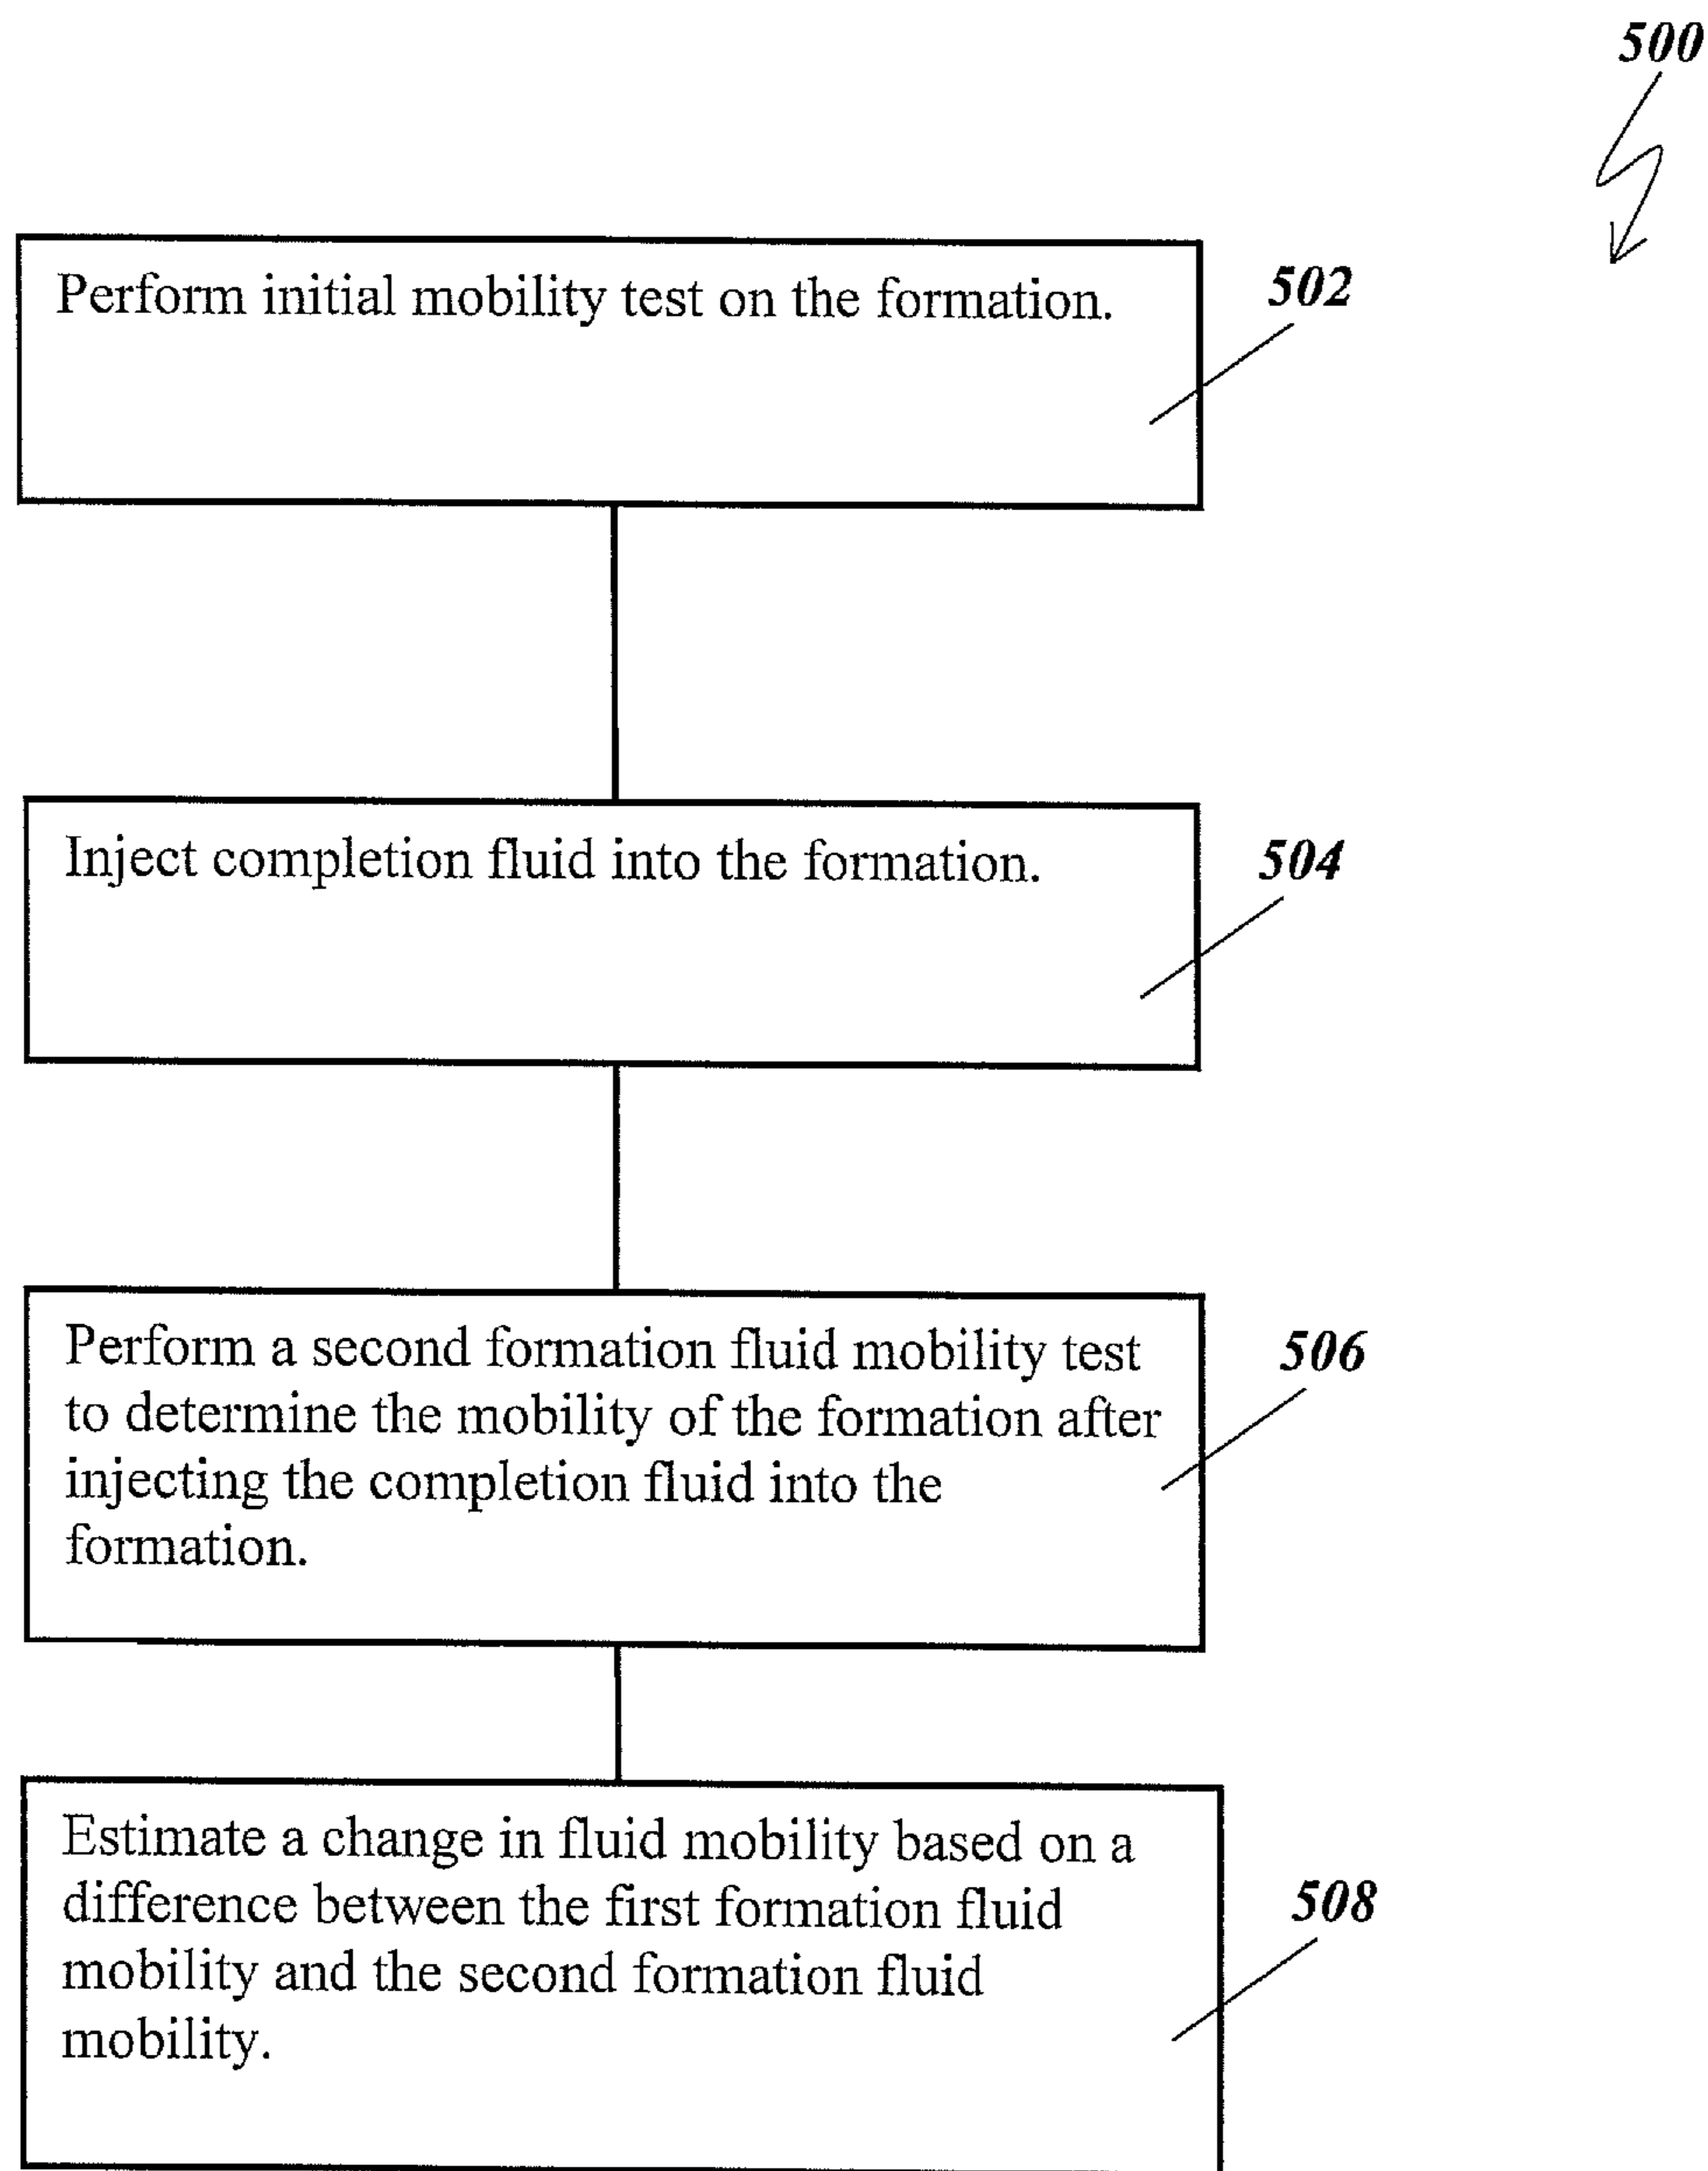 500
Perform initial mobility test on the formation.
502
Inject completion fluid into the formation.
504
Perform a second formation fluid mobility test
to determine the mobility of the formation after
injecting the completion fluid into the
formation.
506
Estimate a change in fluid mobility based on a
difference between the first formation fluid
mobility and the second formation fluid
mobility.
508